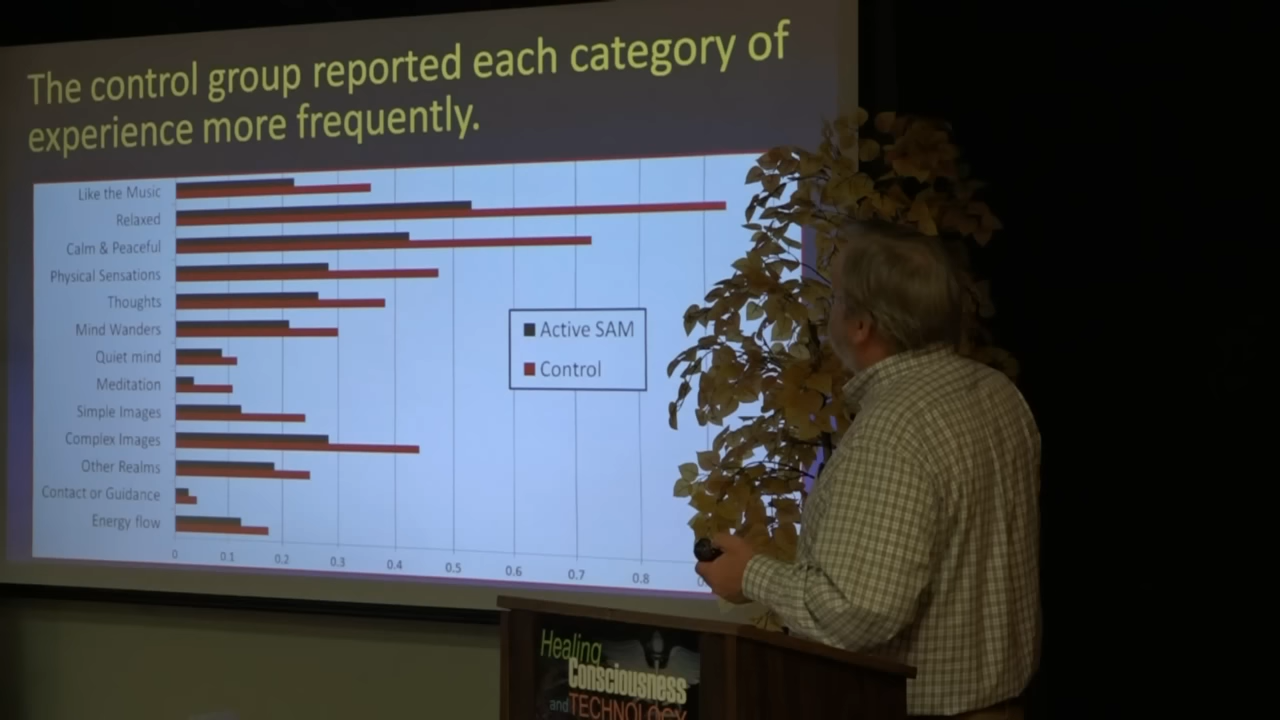 The control group reported each category of
experience more frequently.
Like the Music
Relaxed
Calm & Peaceful
Physical Sensations
Thoughts
Mind Wanders
Quiet mind
Meditation
Simple Images
Complex Images
Other Realms
Contact or Guidance
Energy flow
Active SAM
Control
0 0.1 0.2 0.3 0.4 0.5 0.6 0.7 0.8
Healing
Consciousness
and TECHNOLOGY